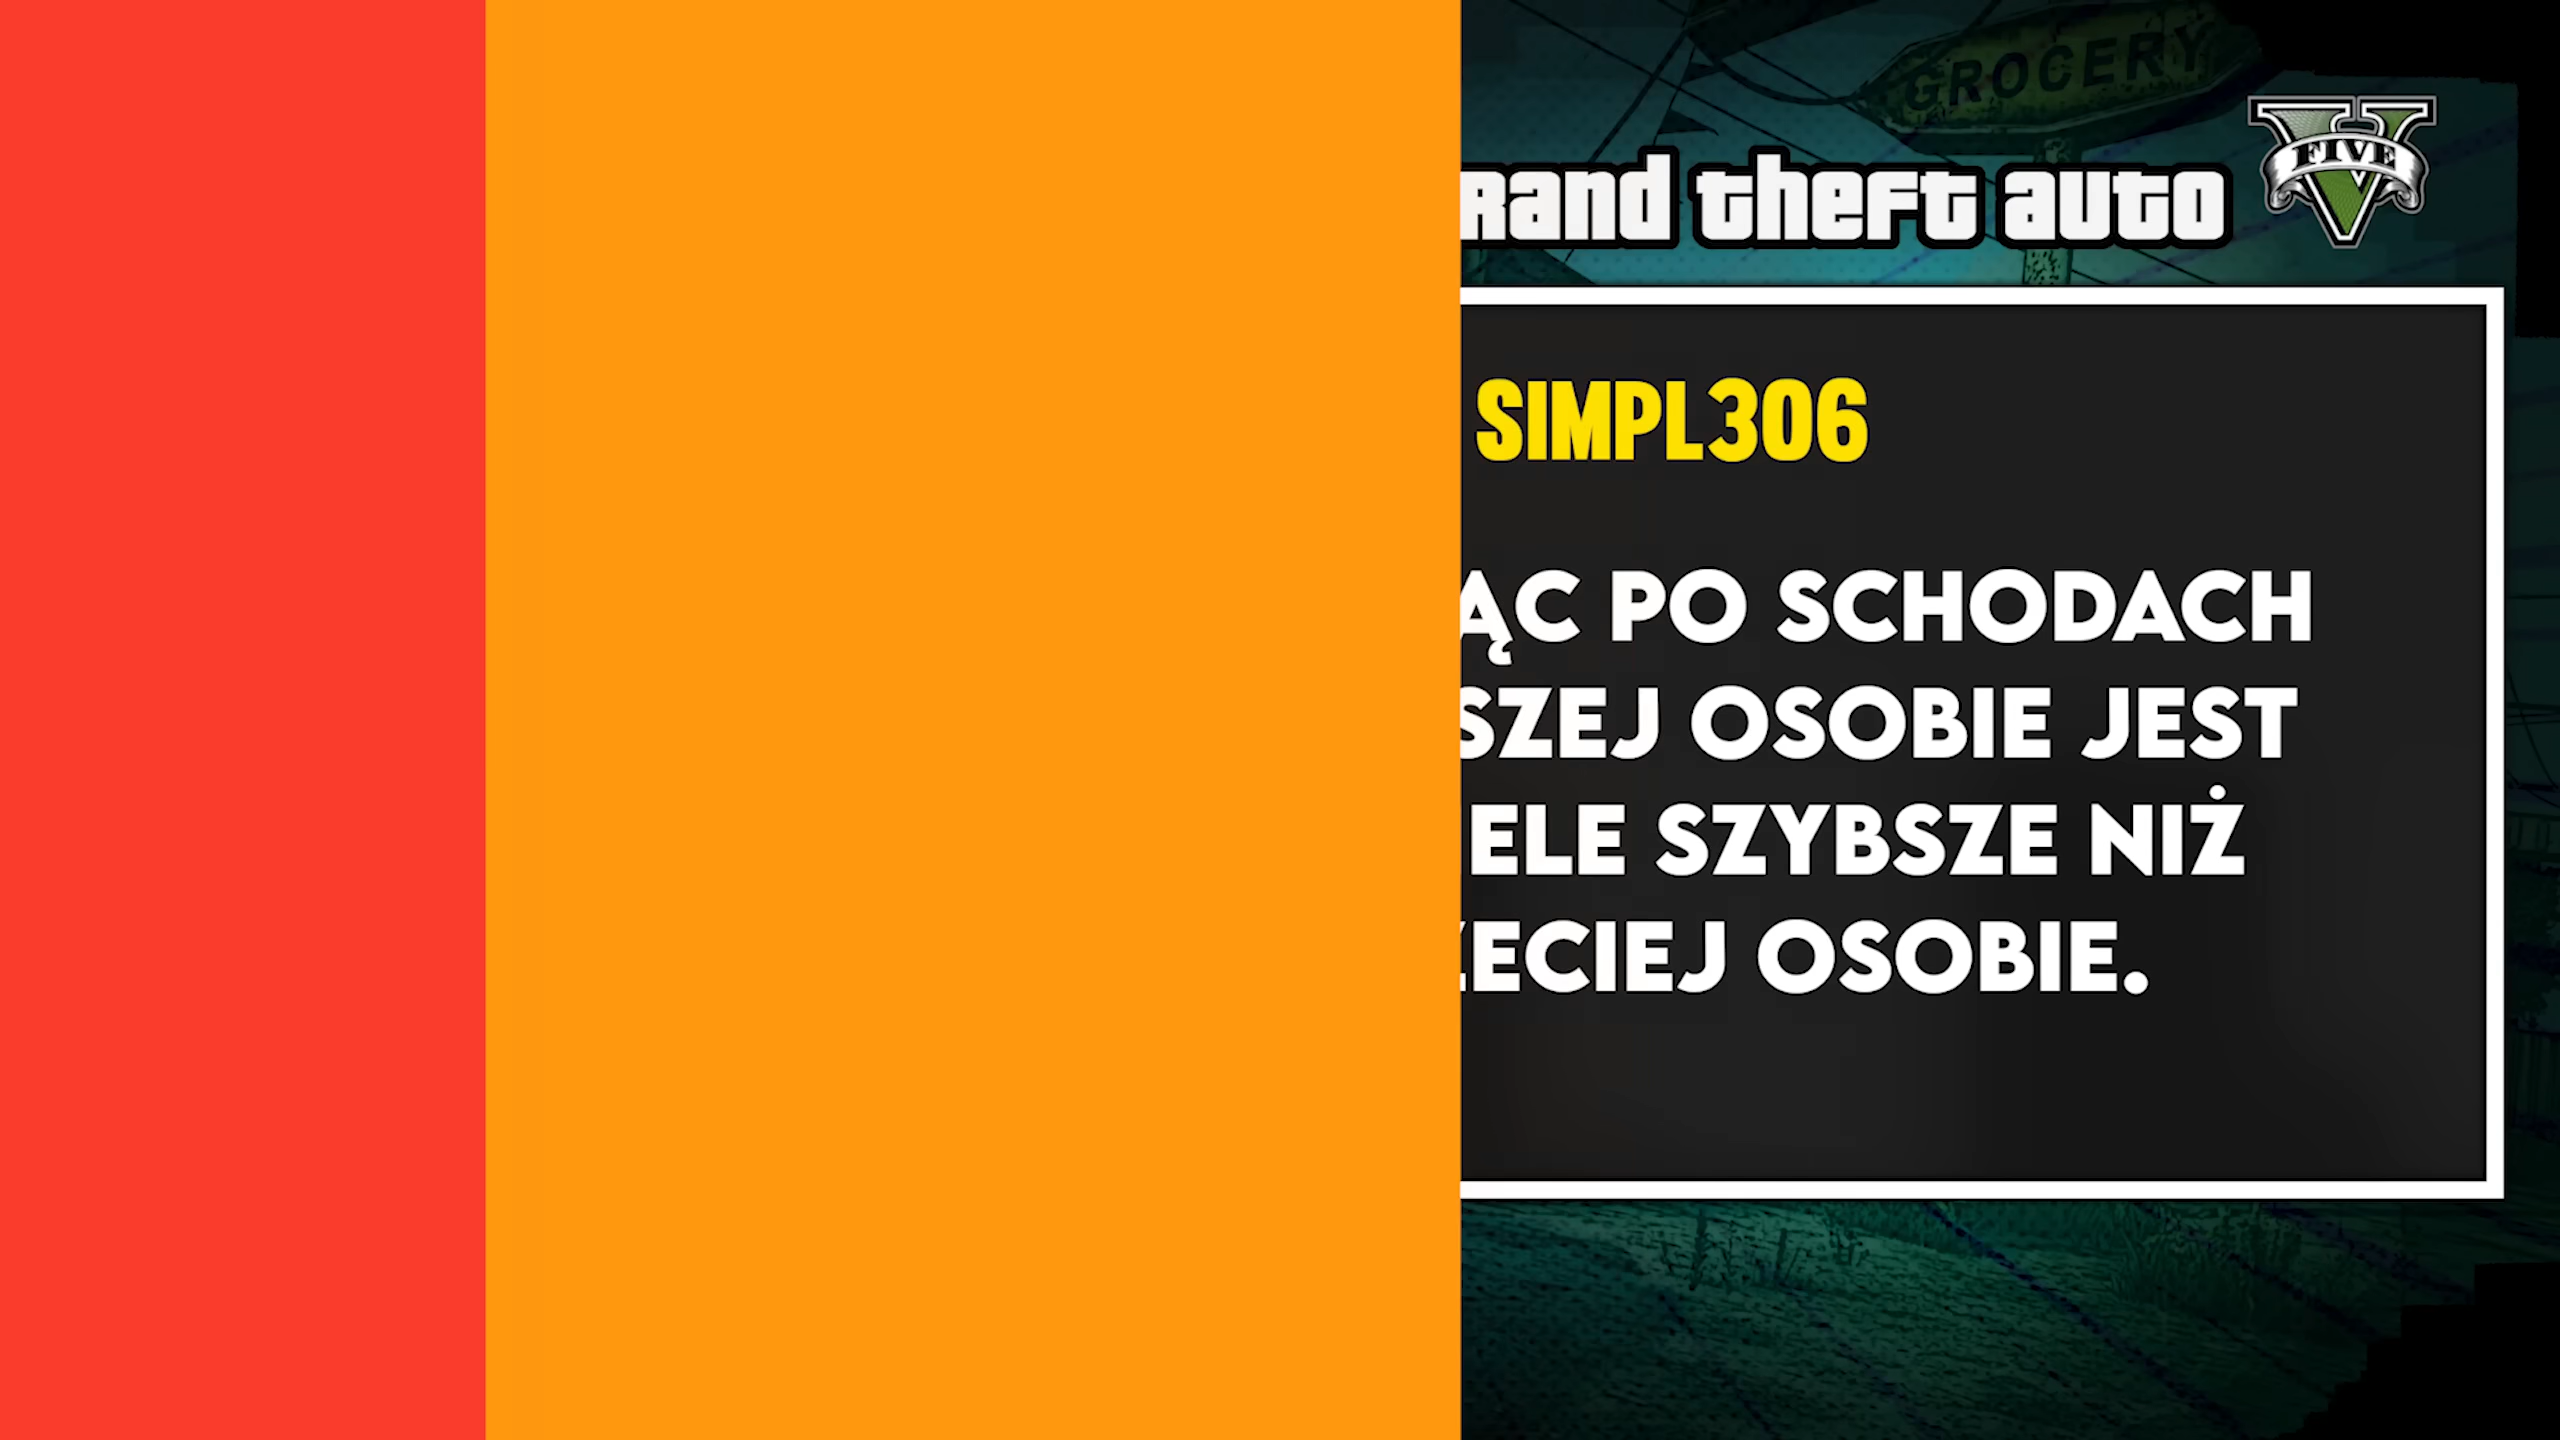 GROCERY
rand theft auto
FIVE
SIMPL306
ĄC PO SCHODACH
SZEJ OSOBIE JEST
ELE SZYBSZE NIŻ
ECIEJ OSOBIE.